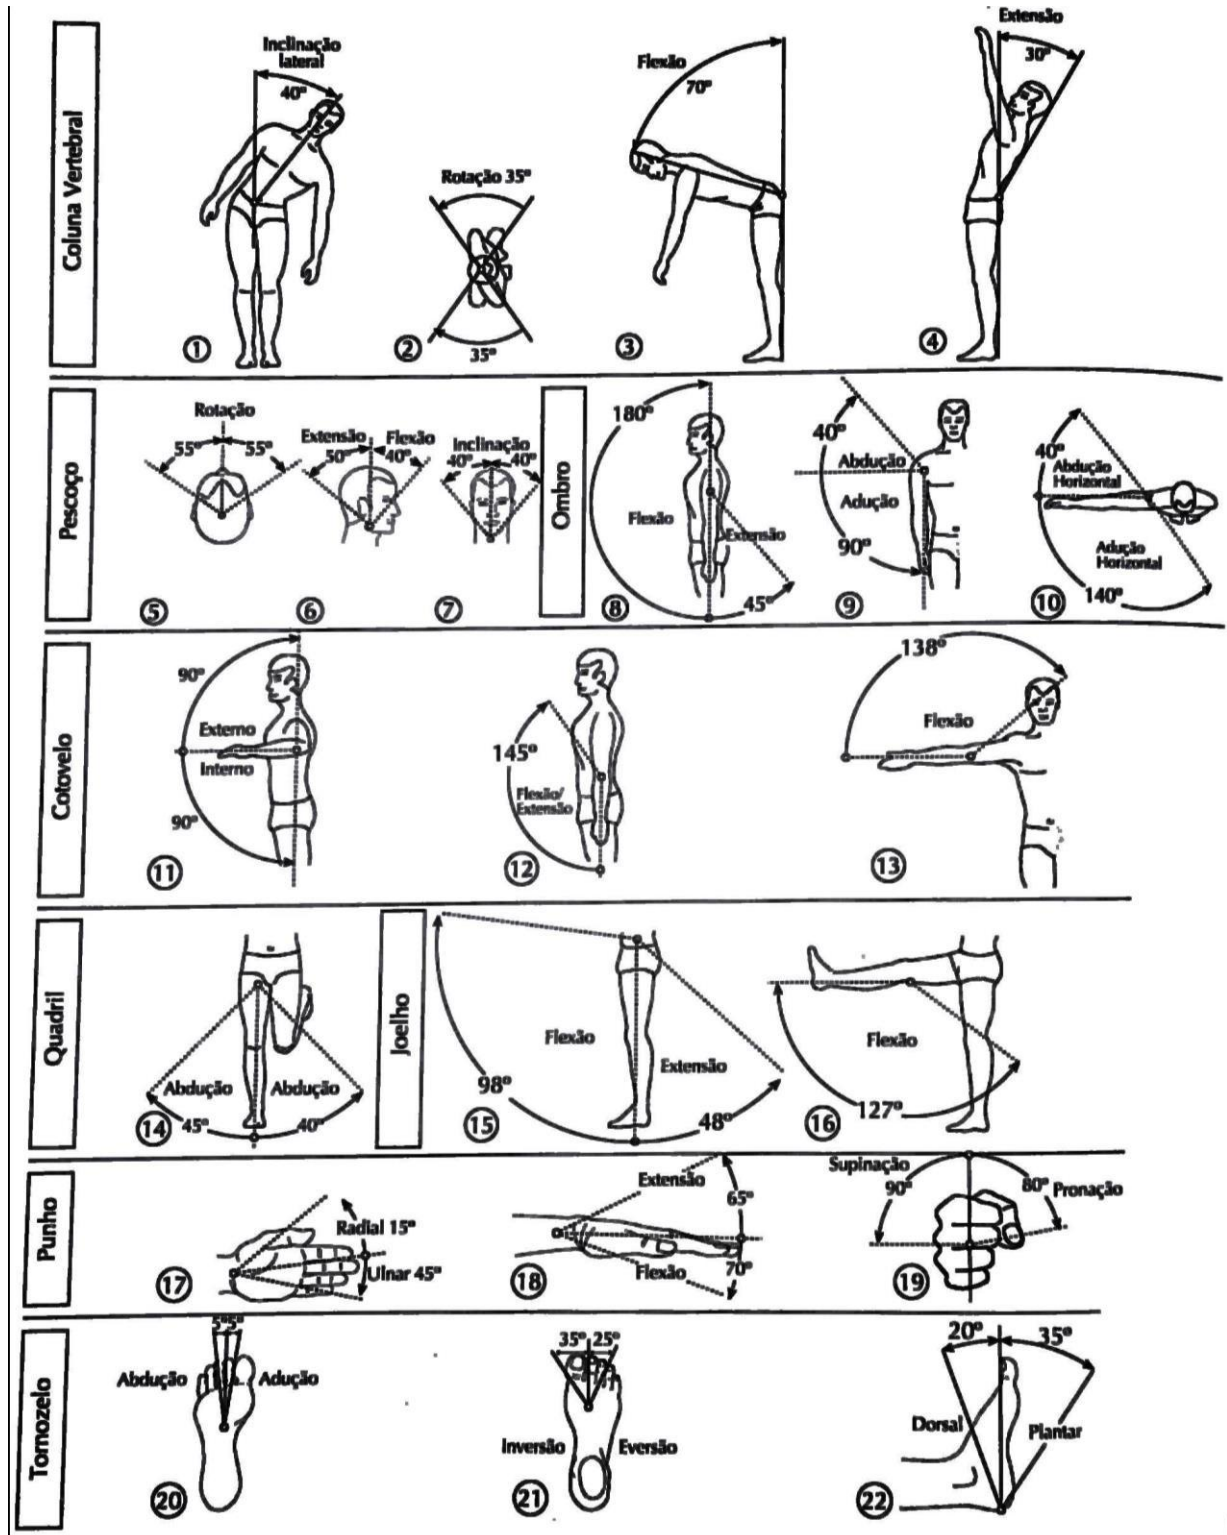 Coluna Vertebral
Inclinação
lateral
40º
1
Rotação 35º
35º
2
Flexão
70º
3
Extensão
30º
4
Pescoço
Rotação
55º 55º
5
Extensão Flexão
50º 40º
6
Inclinação
40º 40º
7
Ombro
180º
Flexão
Extensão
45º
8
40º
Abdução
Adução
90º
9
40º
Abdução
Horizontal
Adução
Horizontal
140º
10
Cotovelo
90º
Externo
Interno
90º
11
145º
Flexão/
Extensão
12
138º
Flexão
13
Quadril
Abdução Abdução
45º 40º
14
Joelho
Flexão
Extensão
98º
48º
15
Flexão
127º
16
Punho
Radial 15º
Ulnar 45º
17
Extensão
65º
Flexão
70º
18
Supinação
90º
80º Pronação
19
Tornozelo
5º5º
Abdução Adução
20
35º 25º
Inversão Eversão
21
20º 35º
Dorsal Plantar
22